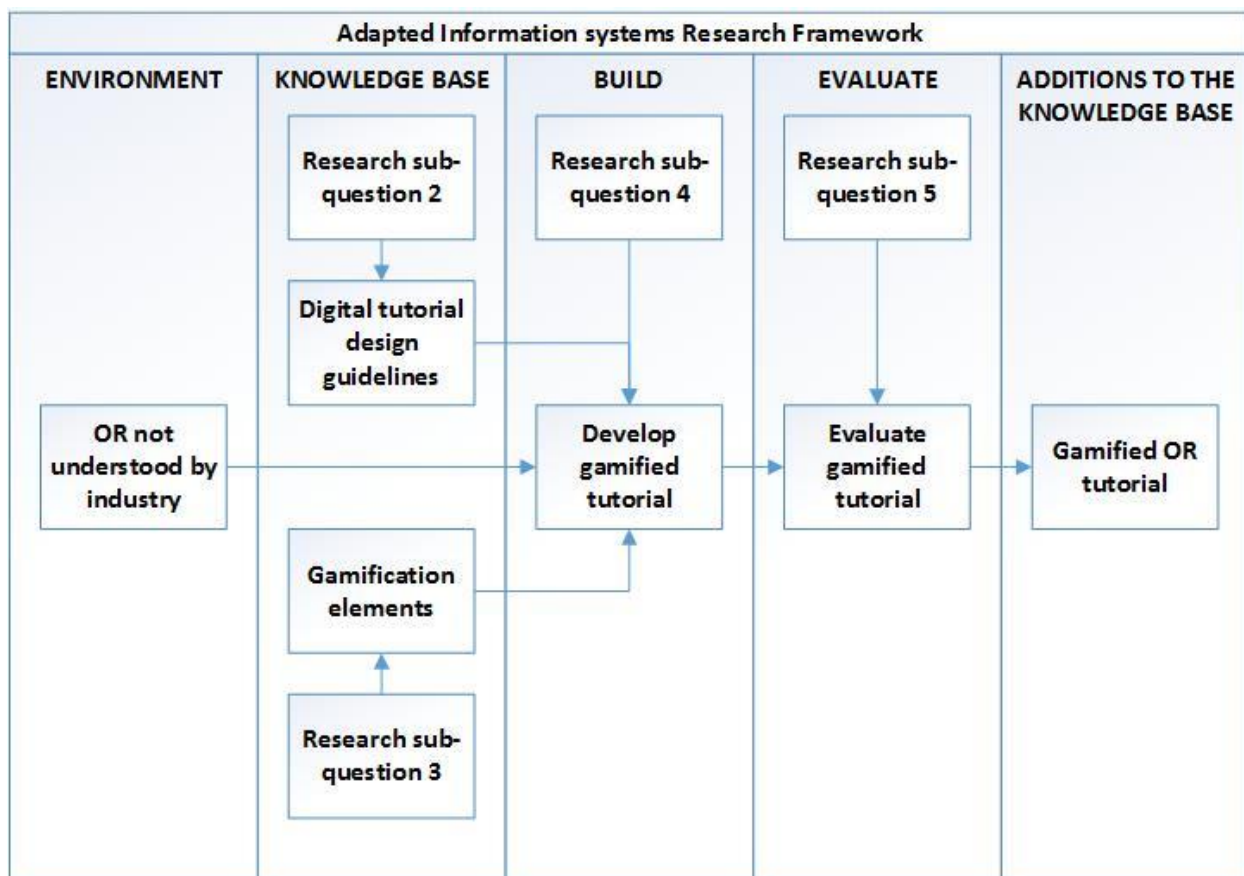 Adapted Information systems Research Framework
ENVIRONMENT
KNOWLEDGE BASE
BUILD
EVALUATE
ADDITIONS TO THE
KNOWLEDGE BASE
Research sub-
question 2
Research sub-
question 4
Research sub-
question 5
Digital tutorial
design
guidelines
OR not
understood by
industry
Develop
gamified
tutorial
Evaluate
gamified
tutorial
Gamified OR
tutorial
Gamification
elements
Research sub-
question 3